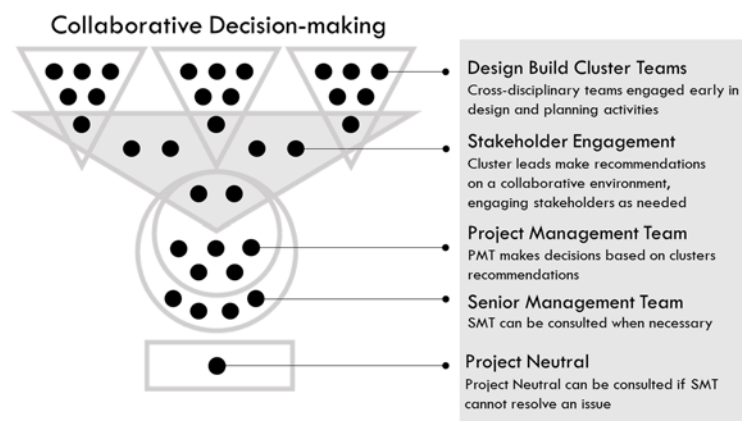 Collaborative Decision-making
Design Build Cluster Teams
Cross-disciplinary teams engaged early in
design and planning activities
Stakeholder Engagement
Cluster leads make recommendations
on a collaborative environment,
engaging stakeholders as needed
Project Management Team
PMT makes decisions based on clusters
recommendations
Senior Management Team
SMT can be consulted when necessary
Project Neutral
Project Neutral can be consulted if SMT
cannot resolve an issue